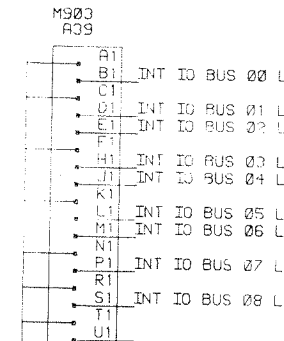 M903
A39
A1
B1 INT IO BUS 00 L
C1
D1 INT IO BUS 01 L
E1 INT IO BUS 02 L
F1
H1 INT IO BUS 03 L
J1 INT IO BUS 04 L
K1
L1 INT IO BUS 05 L
M1 INT IO BUS 06 L
N1
P1 INT IO BUS 07 L
R1
S1 INT IO BUS 08 L
T1
U1